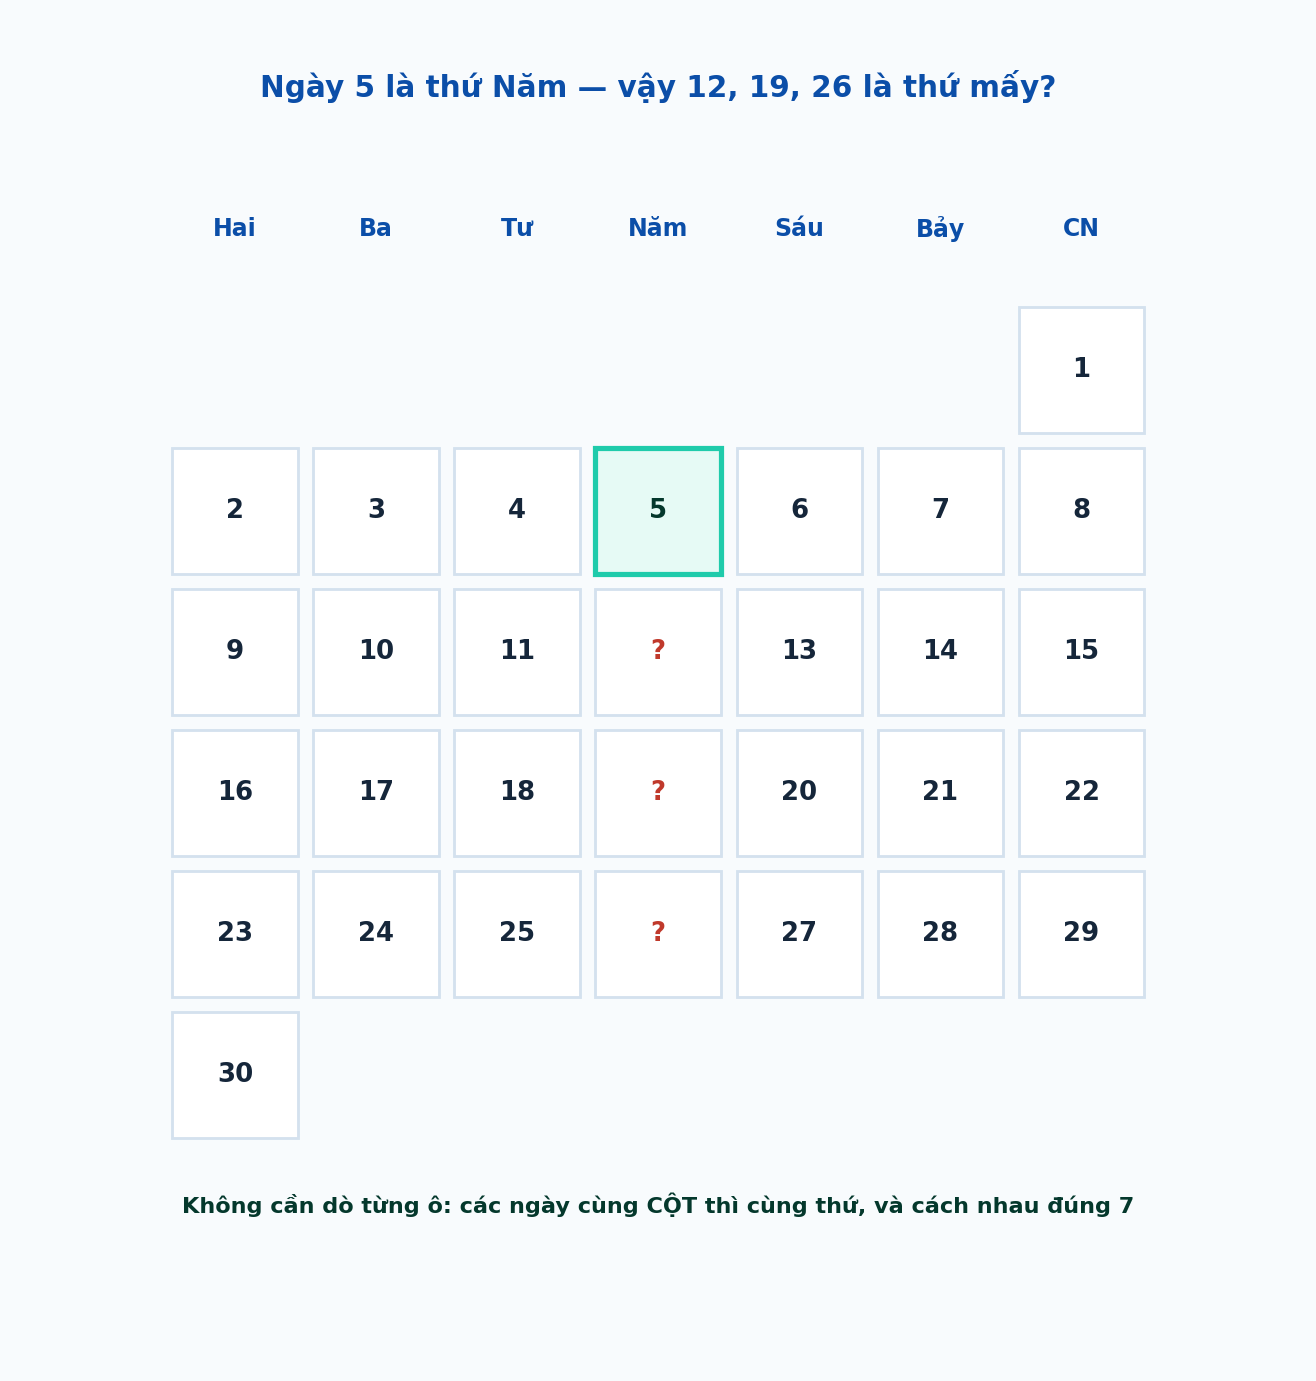 Ngày 5 là thứ Năm — vậy 12, 19, 26 là thứ mấy?
Hai Ba Tư Năm Sáu Bảy CN
1
2 3 4 5 6 7 8
9 10 11 ? 13 14 15
16 17 18 ? 20 21 22
23 24 25 ? 27 28 29
30
Không cần dò từng ô: các ngày cùng CỘT thì cùng thứ, và cách nhau đúng 7